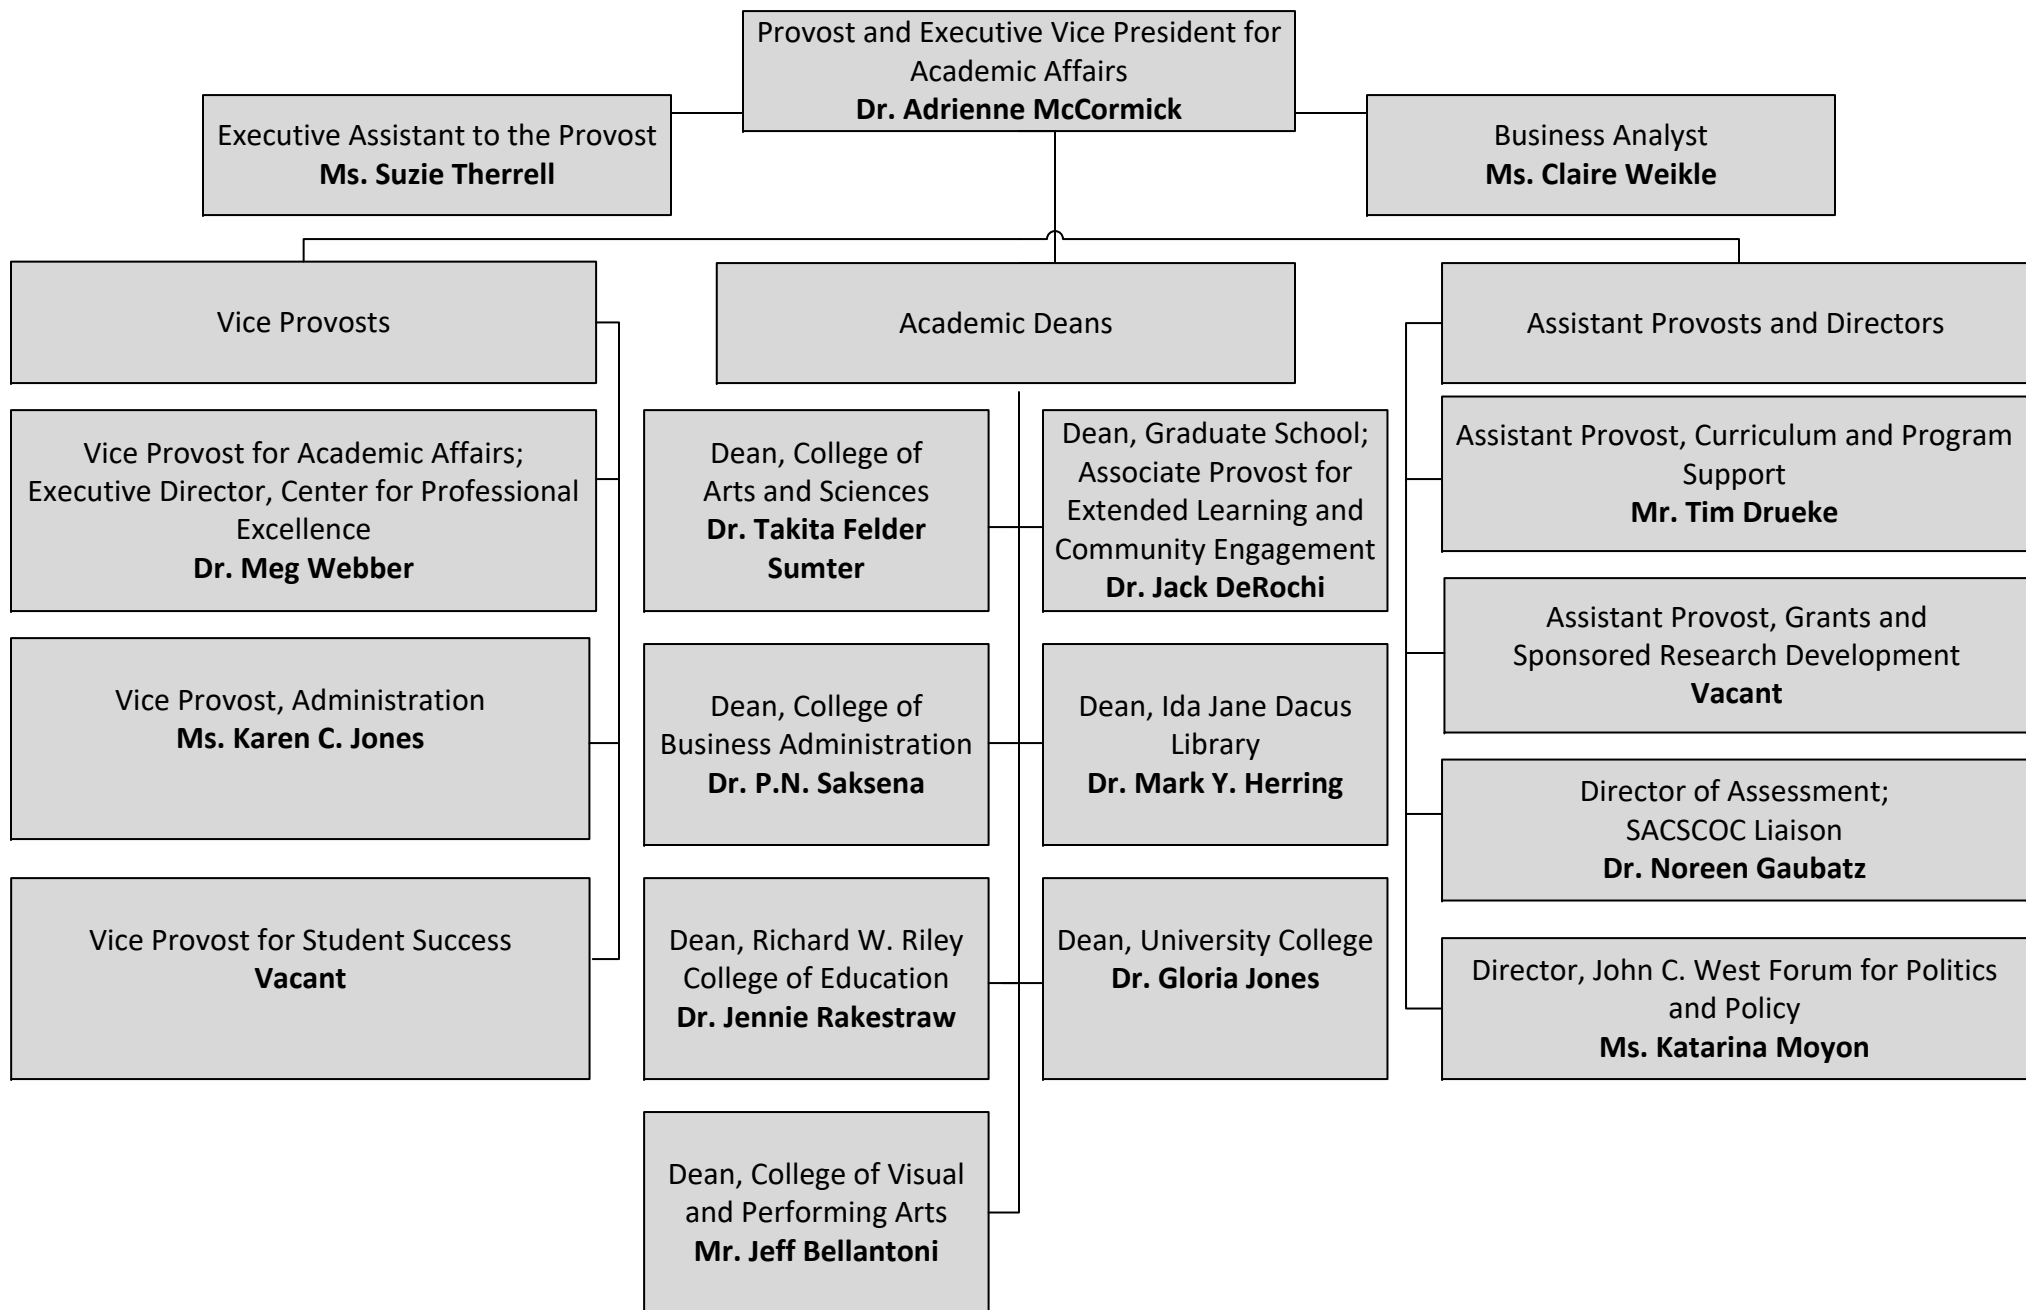 Provost and Executive Vice President for
Academic Affairs
Dr. Adrienne McCormick
Executive Assistant to the Provost
Ms. Suzie Therrell
Business Analyst
Ms. Claire Weikle
Vice Provosts
Academic Deans
Assistant Provosts and Directors
Vice Provost for Academic Affairs;
Executive Director, Center for Professional
Excellence
Dr. Meg Webber
Vice Provost, Administration
Ms. Karen C. Jones
Vice Provost for Student Success
Vacant
Dean, College of
Arts and Sciences
Dr. Takita Felder
Sumter
Dean, Graduate School;
Associate Provost for
Extended Learning and
Community Engagement
Dr. Jack DeRochi
Dean, College of
Business Administration
Dr. P.N. Saksena
Dean, Ida Jane Dacus
Library
Dr. Mark Y. Herring
Dean, Richard W. Riley
College of Education
Dr. Jennie Rakestraw
Dean, University College
Dr. Gloria Jones
Dean, College of Visual
and Performing Arts
Mr. Jeff Bellantoni
Assistant Provost, Curriculum and Program
Support
Mr. Tim Drueke
Assistant Provost, Grants and
Sponsored Research Development
Vacant
Director of Assessment;
SACSCOC Liaison
Dr. Noreen Gaubatz
Director, John C. West Forum for Politics
and Policy
Ms. Katarina Moyon